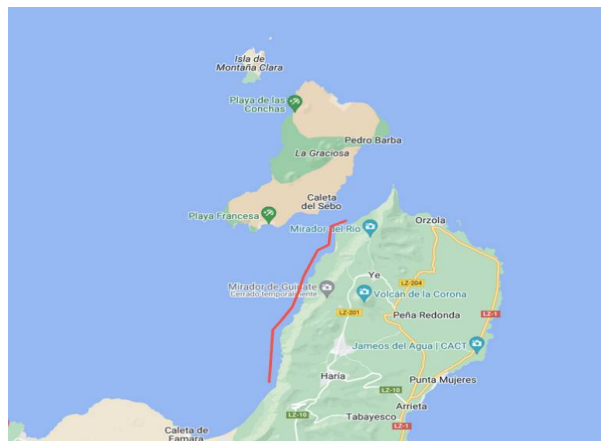 Isla de
Montaña Clara
Playa de las
Conchas
Pedro Barba
La Graciosa
Caleta
del Sebo
Playa Francesa
Orzola
Mirador del Río
Ye
LZ-204
Mirador de Guinate
Cerrado temporalmente
Volcán de la Corona
LZ-201
Peña Redonda
LZ-1
Jameos del Agua | CACT
Haría
Punta Mujeres
LZ-10
Arrieta
LZ-10
Tabayesco
Caleta de
Famara
LZ-1